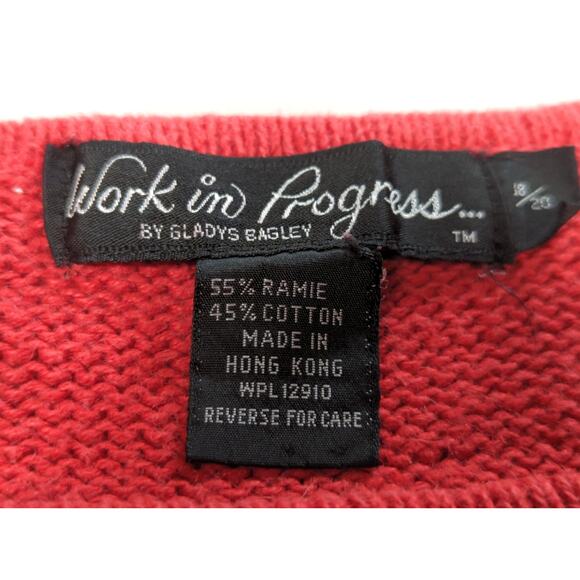 Work in Progress...
BY GLADYS BAGLEY
TM
18/20
55% RAMIE
45% COTTON
MADE IN
HONG KONG
WPL12910
REVERSE FOR CARE